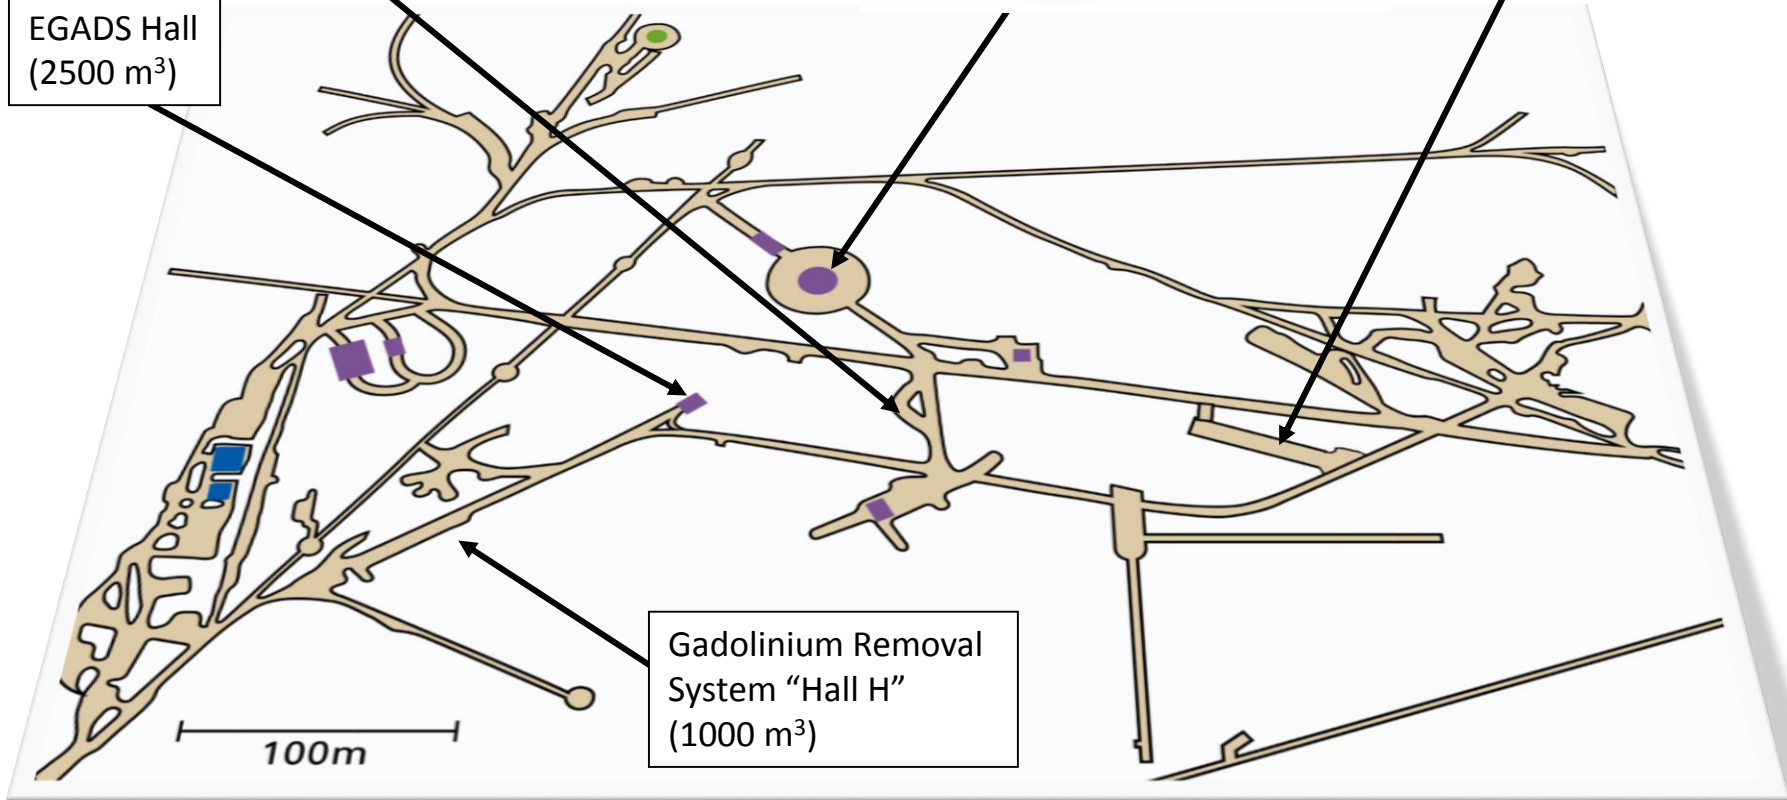 EGADS Hall
(2500 m³)
Gadolinium Removal
System “Hall H”
(1000 m³)
100m